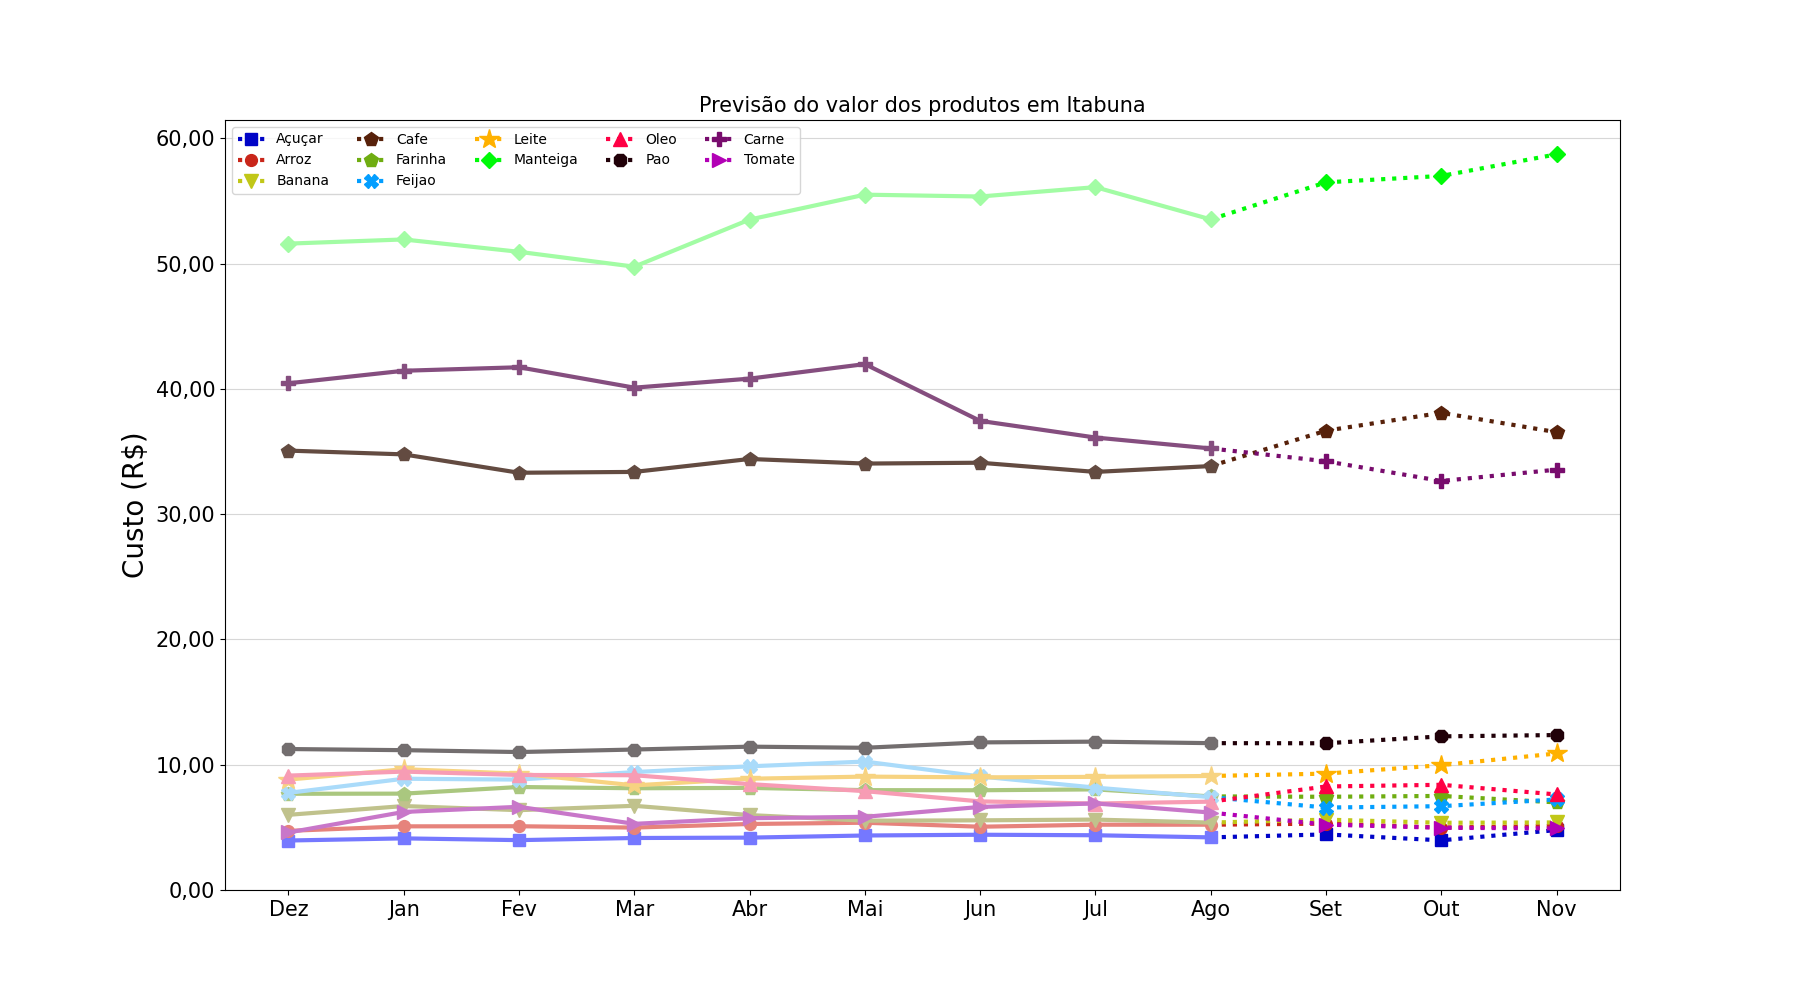 Previsão do valor dos produtos em Itabuna
60,00
50,00
40,00
30,00
20,00
10,00
0,00
Custo (R$)
Açuçar
Arroz
Banana
Cafe
Farinha
Feijao
Leite
Manteiga
Oleo
Pao
Carne
Tomate
Dez Jan Fev Mar Abr Mai Jun Jul Ago Set Out Nov